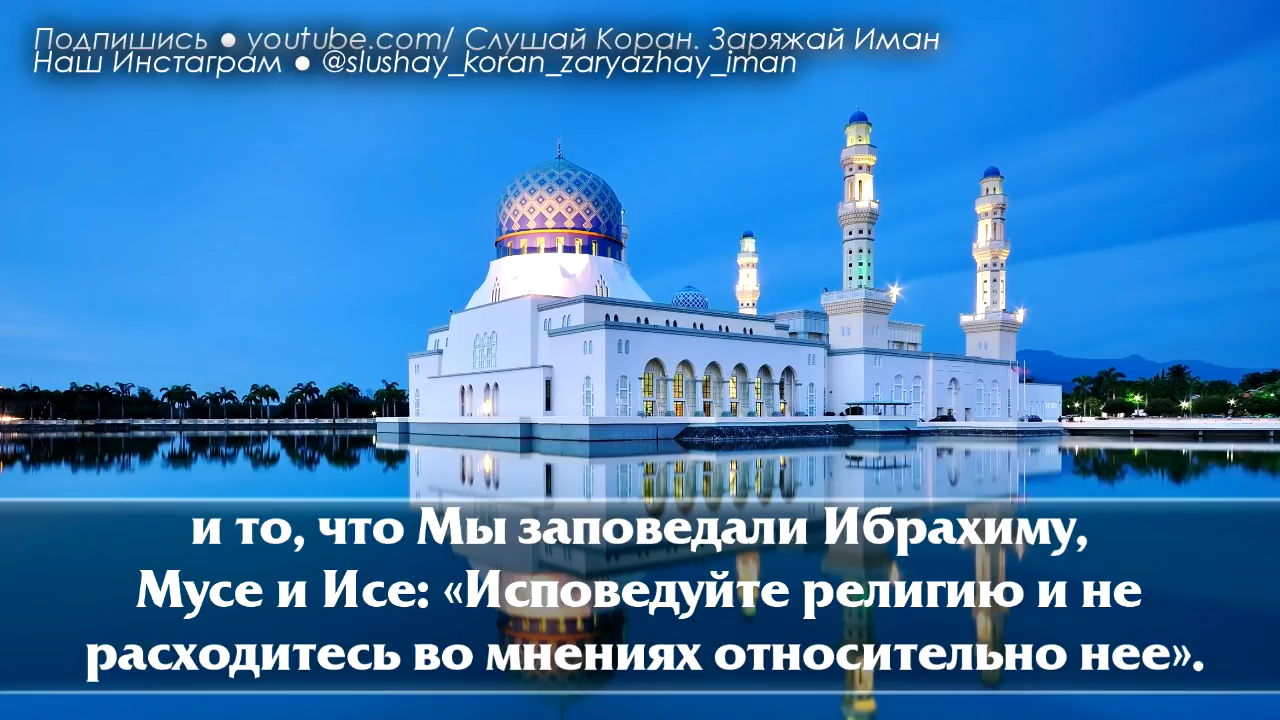 Подпишись ● youtube.com/ Слушай Коран. Заряжай Иман
Наш Инстаграм ● @slushay_koran_zaryazhay_iman
и то, что Мы заповедали Ибрахиму,
Мусе и Исе: «Исповедуйте религию и не
расходитесь во мнениях относительно нее».